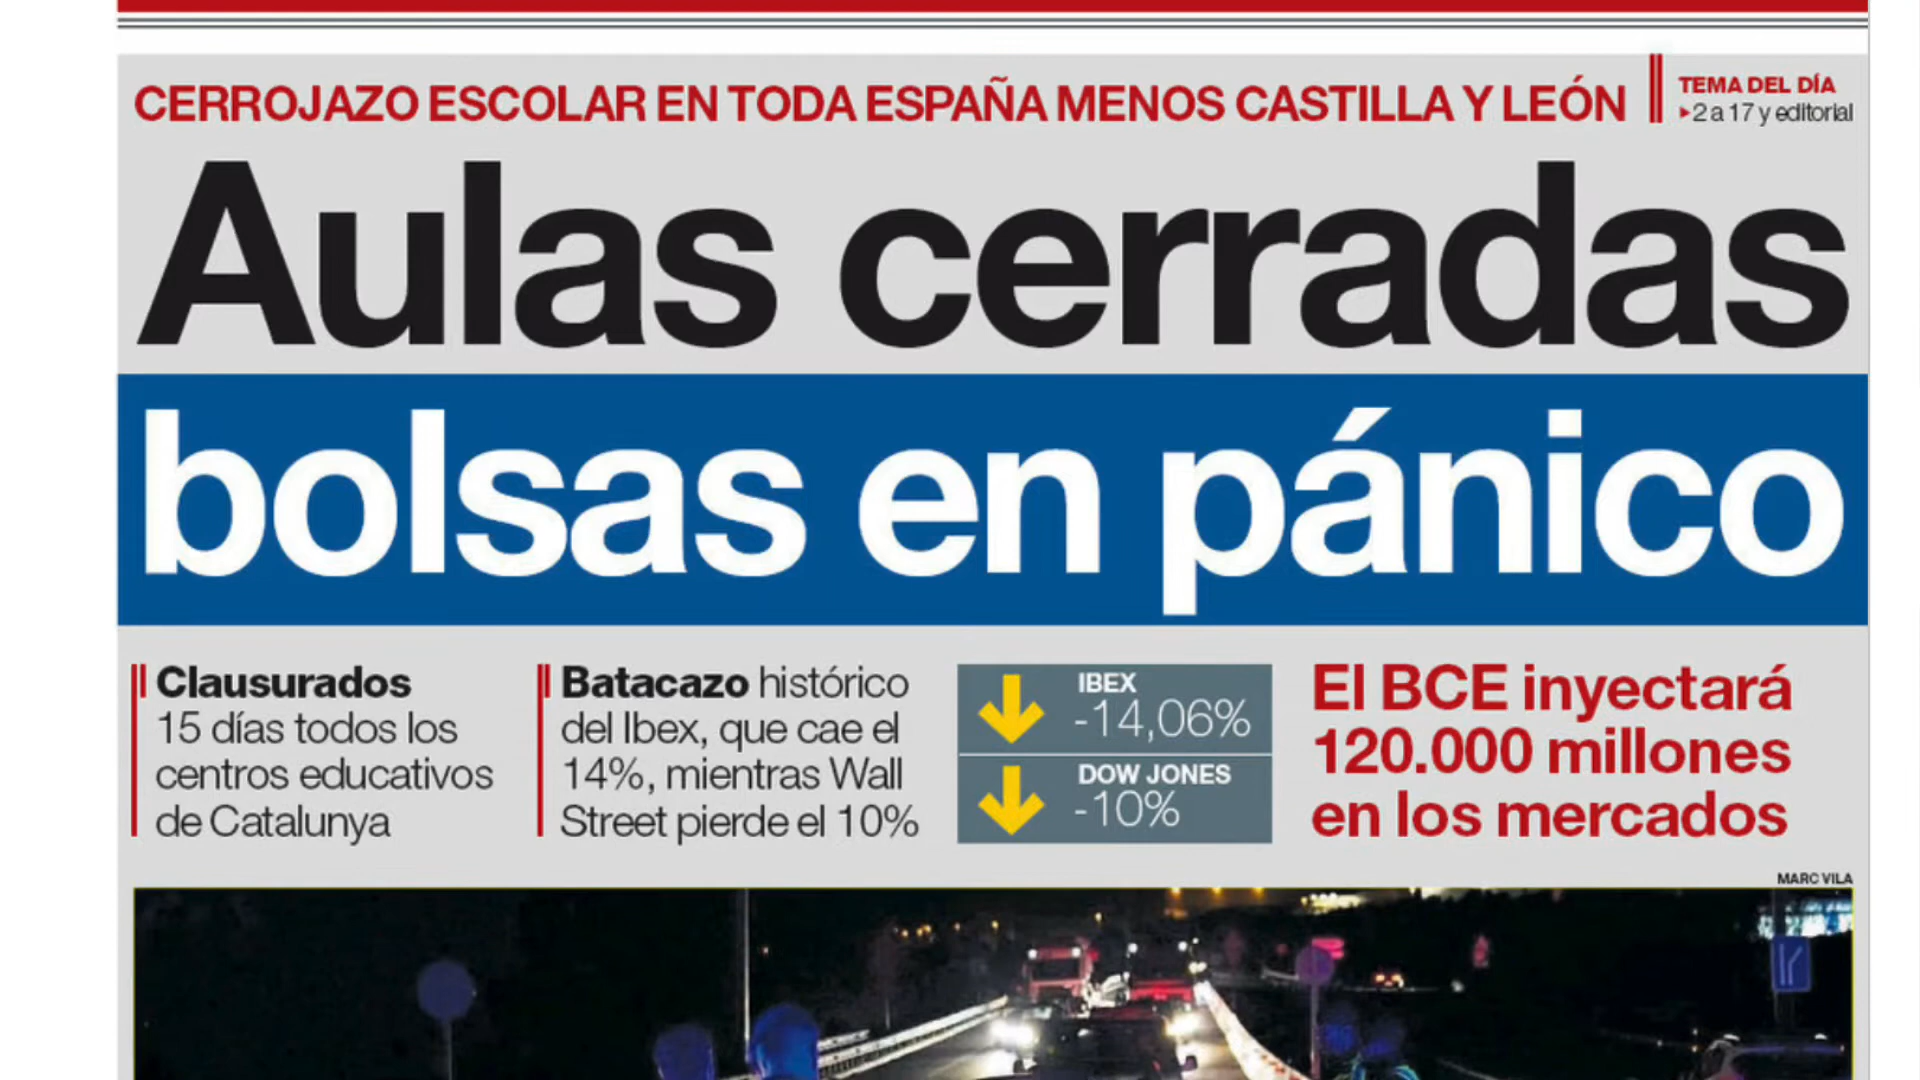 CERROJAZO ESCOLAR EN TODA ESPAÑA MENOS CASTILLA Y LEÓN
TEMA DEL DÍA
▸2 a 17 y editorial
Aulas cerradas
bolsas en pánico
Clausurados
15 días todos los
centros educativos
de Catalunya
Batacazo histórico
del Ibex, que cae el
14%, mientras Wall
Street pierde el 10%
IBEX
-14,06%
DOW JONES
-10%
El BCE inyectará
120.000 millones
en los mercados
MARC VILA